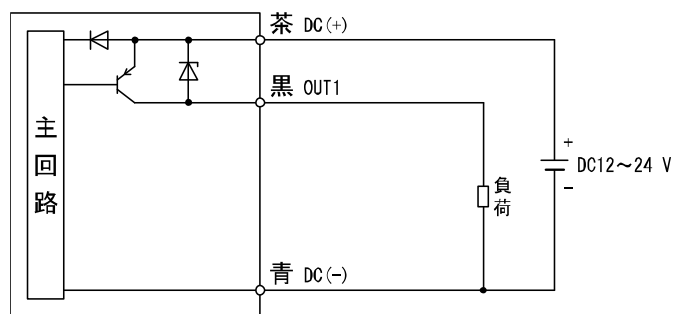 茶 DC(+)
黒 OUT1
主回路
+
DC12～24 V
−
負荷
青 DC(−)